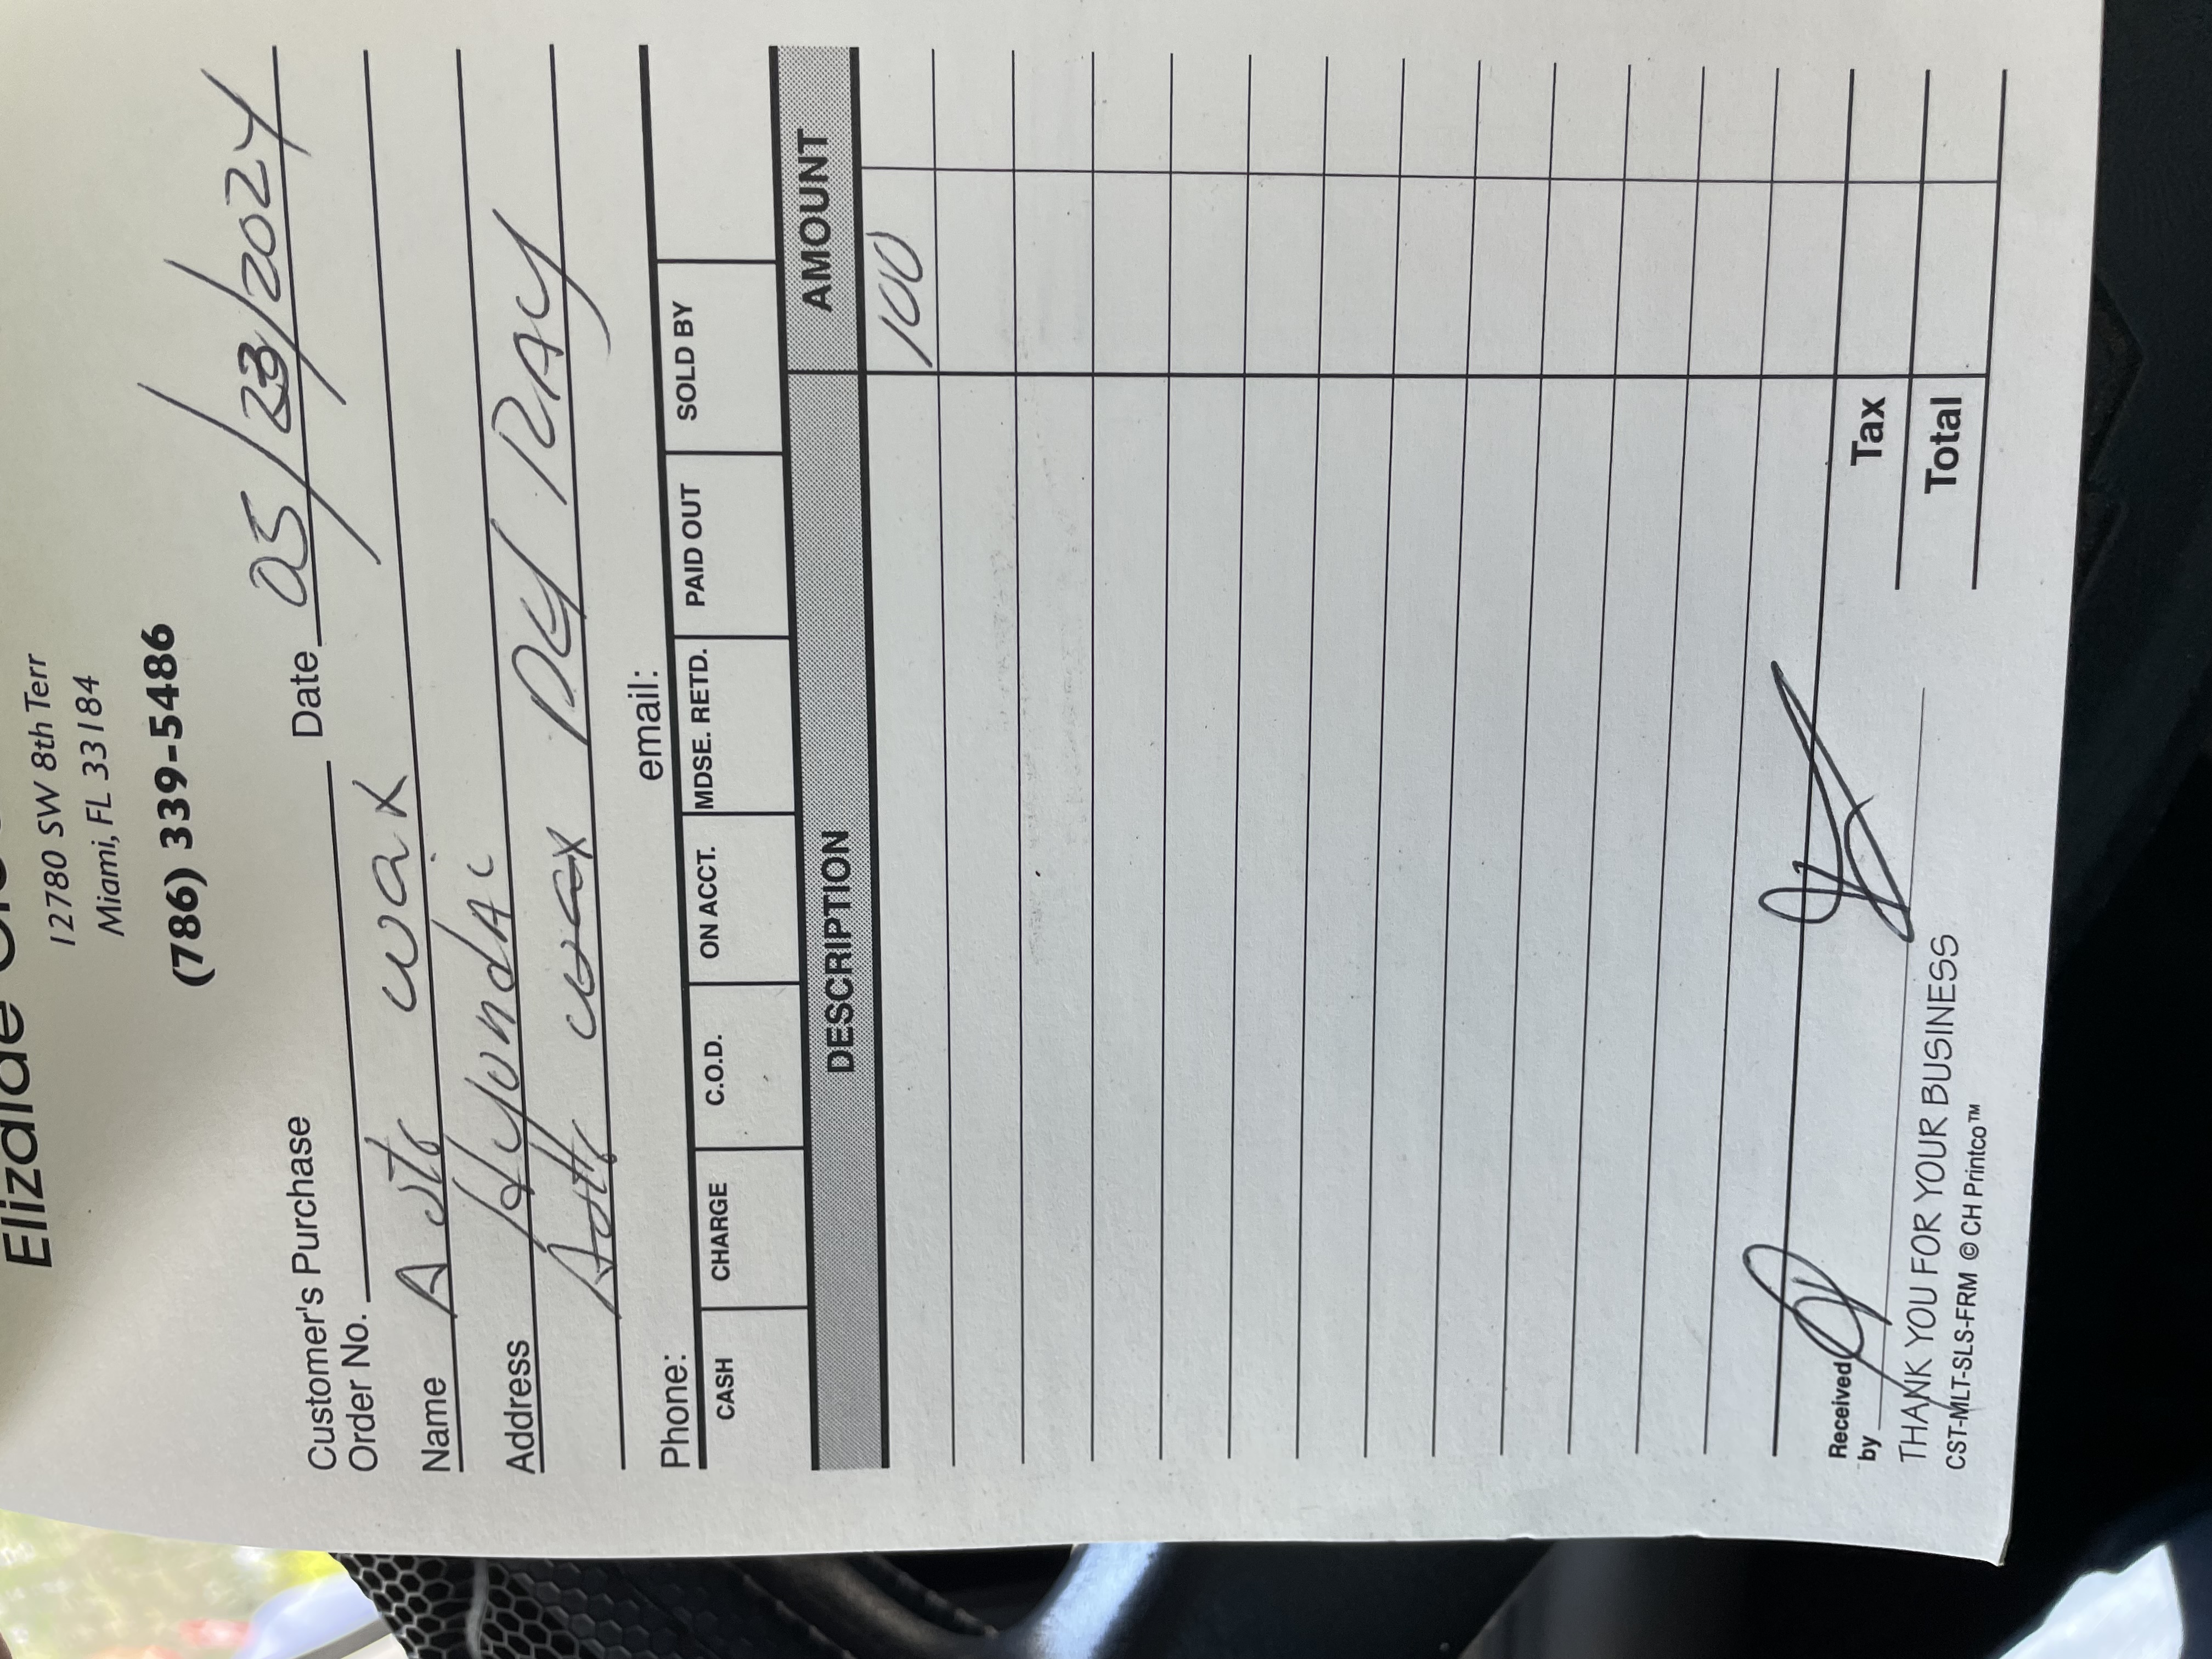 Elizalde
12780 SW 8th Terr
Miami, FL 33184
(786) 339-5486
Customer's Purchase
Order No. Date 05/23/2024
Name Auto wax
Address Hyundai
Auto wax
Phone: email:
CASH CHARGE C.O.D. ON ACCT. MDSE. RETD. PAID OUT SOLD BY
DESCRIPTION AMOUNT
100
Tax
Received
by
Total
THANK YOU FOR YOUR BUSINESS
CST-MLT-SLS-FRM © CH Printco™